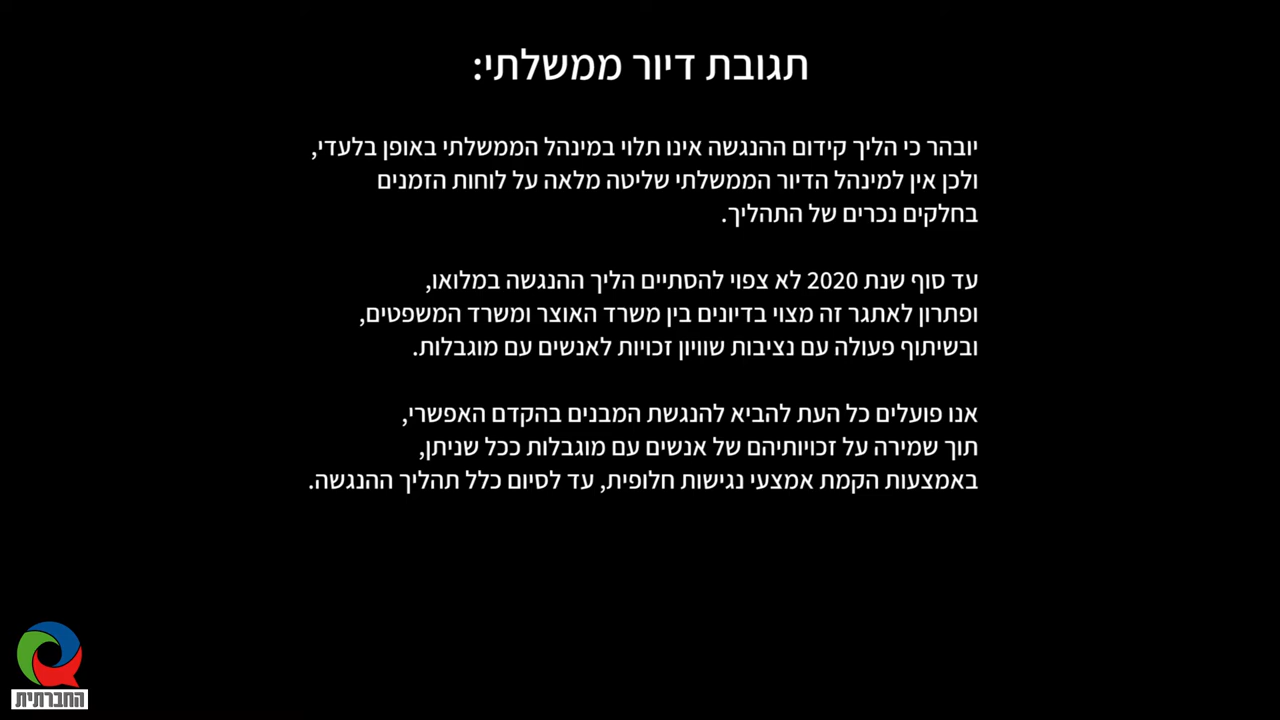 תגובת דיור ממשלתי:
יובהר כי הליך קידום ההנגשה אינו תלוי במינהל הממשלתי באופן בלעדי,
ולכן אין למינהל הדיור הממשלתי שליטה מלאה על לוחות הזמנים
בחלקים נכרים של התהליך.
עד סוף שנת 2020 לא צפוי להסתיים הליך ההנגשה במלואו,
ופתרון לאתגר זה מצוי בדיונים בין משרד האוצר ומשרד המשפטים,
ובשיתוף פעולה עם נציבות שוויון זכויות לאנשים עם מוגבלות.
אנו פועלים כל העת להביא להנגשת המבנים בהקדם האפשרי,
תוך שמירה על זכויותיהם של אנשים עם מוגבלות ככל שניתן,
באמצעות הקמת אמצעי נגישות חלופית, עד לסיום כלל תהליך ההנגשה.
החברתית